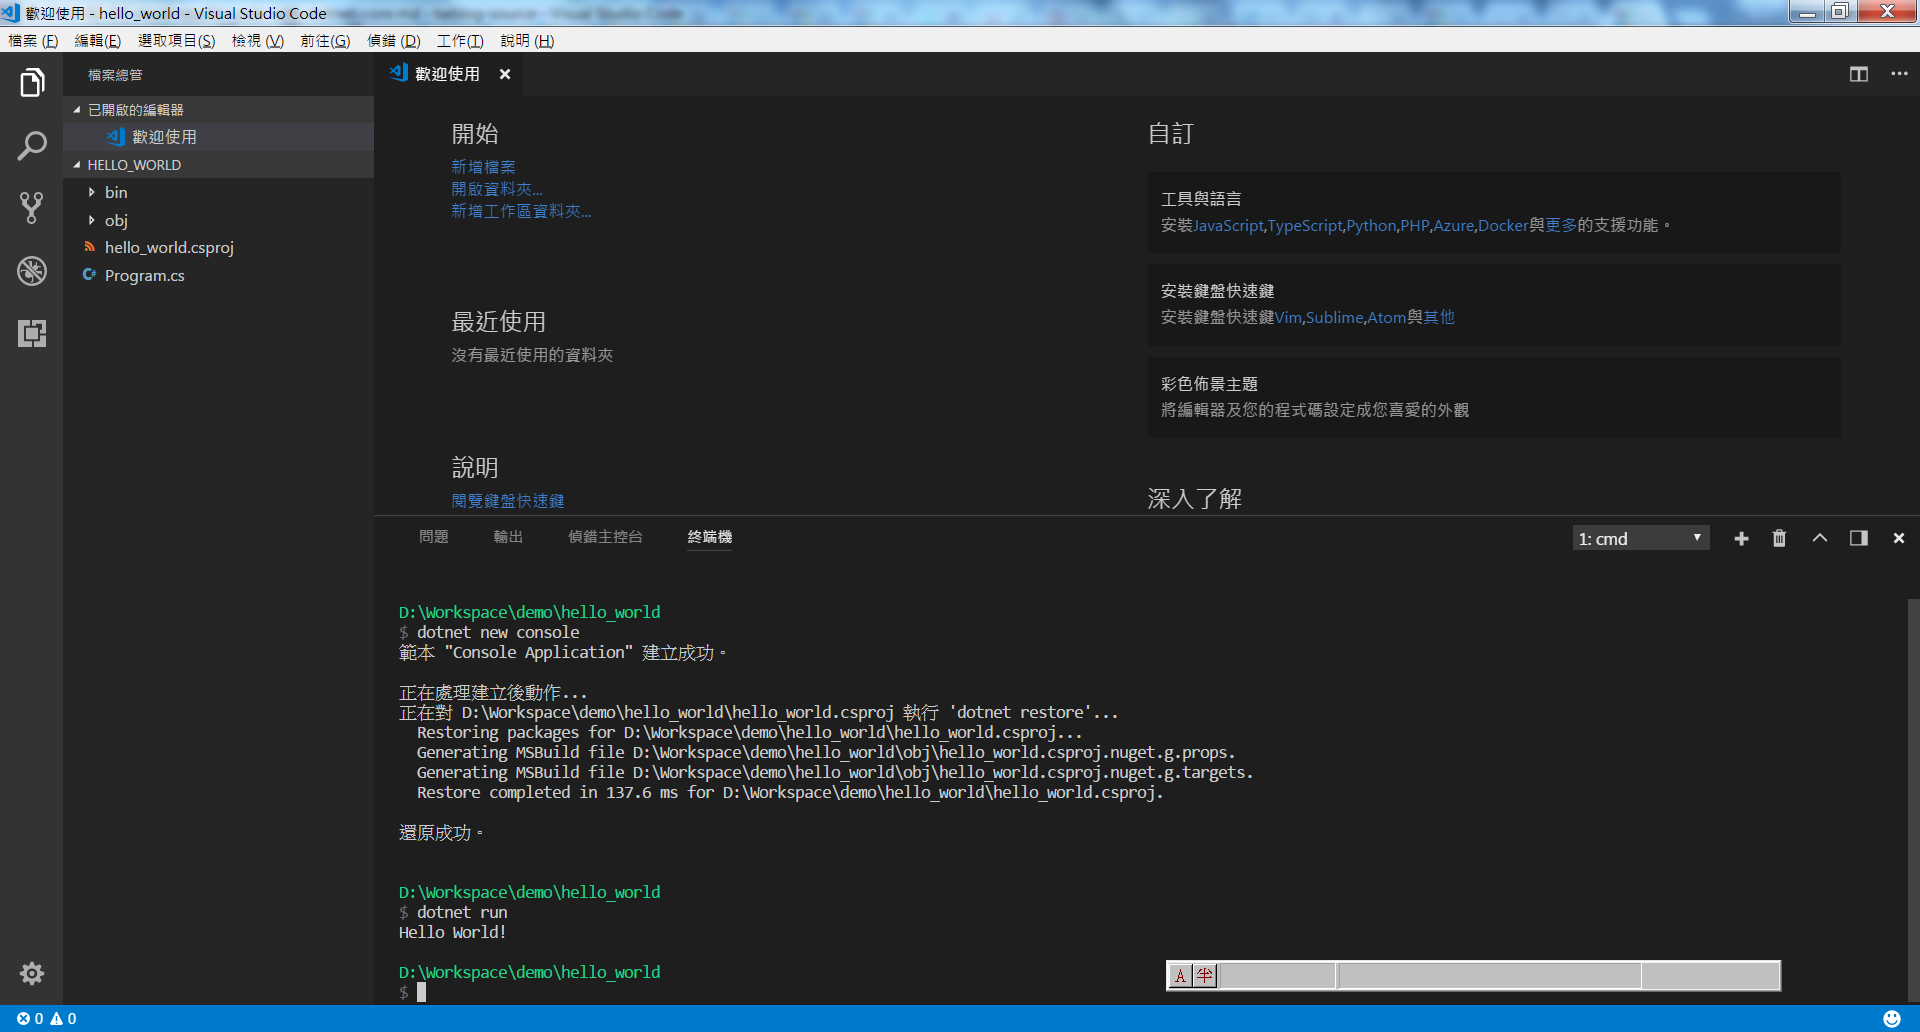 歡迎使用 - hello_world - Visual Studio Code
檔案 (F) 編輯(E) 選取項目(S) 檢視 (V) 前往(G) 偵錯 (D) 工作(T) 說明 (H)
檔案總管
已開啟的編輯器
歡迎使用
HELLO_WORLD
bin
obj
hello_world.csproj
Program.cs
歡迎使用
開始
新增檔案
開啟資料夾...
新增工作區資料夾...
最近使用
沒有最近使用的資料夾
說明
閱覽鍵盤快速鍵
自訂
工具與語言
安裝JavaScript,TypeScript,Python,PHP,Azure,Docker與更多的支援功能。
安裝鍵盤快速鍵
安裝鍵盤快速鍵Vim,Sublime,Atom與其他
彩色佈景主題
將編輯器及您的程式碼設定成您喜愛的外觀
深入了解
問題 輸出 偵錯主控台 終端機
1: cmd
D:\Workspace\demo\hello_world
$ dotnet new console
範本 "Console Application" 建立成功。
正在處理建立後動作...
正在對 D:\Workspace\demo\hello_world\hello_world.csproj 執行 'dotnet restore'...
Restoring packages for D:\Workspace\demo\hello_world\hello_world.csproj...
Generating MSBuild file D:\Workspace\demo\hello_world\obj\hello_world.csproj.nuget.g.props.
Generating MSBuild file D:\Workspace\demo\hello_world\obj\hello_world.csproj.nuget.g.targets.
Restore completed in 137.6 ms for D:\Workspace\demo\hello_world\hello_world.csproj.
還原成功。
D:\Workspace\demo\hello_world
$ dotnet run
Hello World!
D:\Workspace\demo\hello_world
$
A 半
0 0